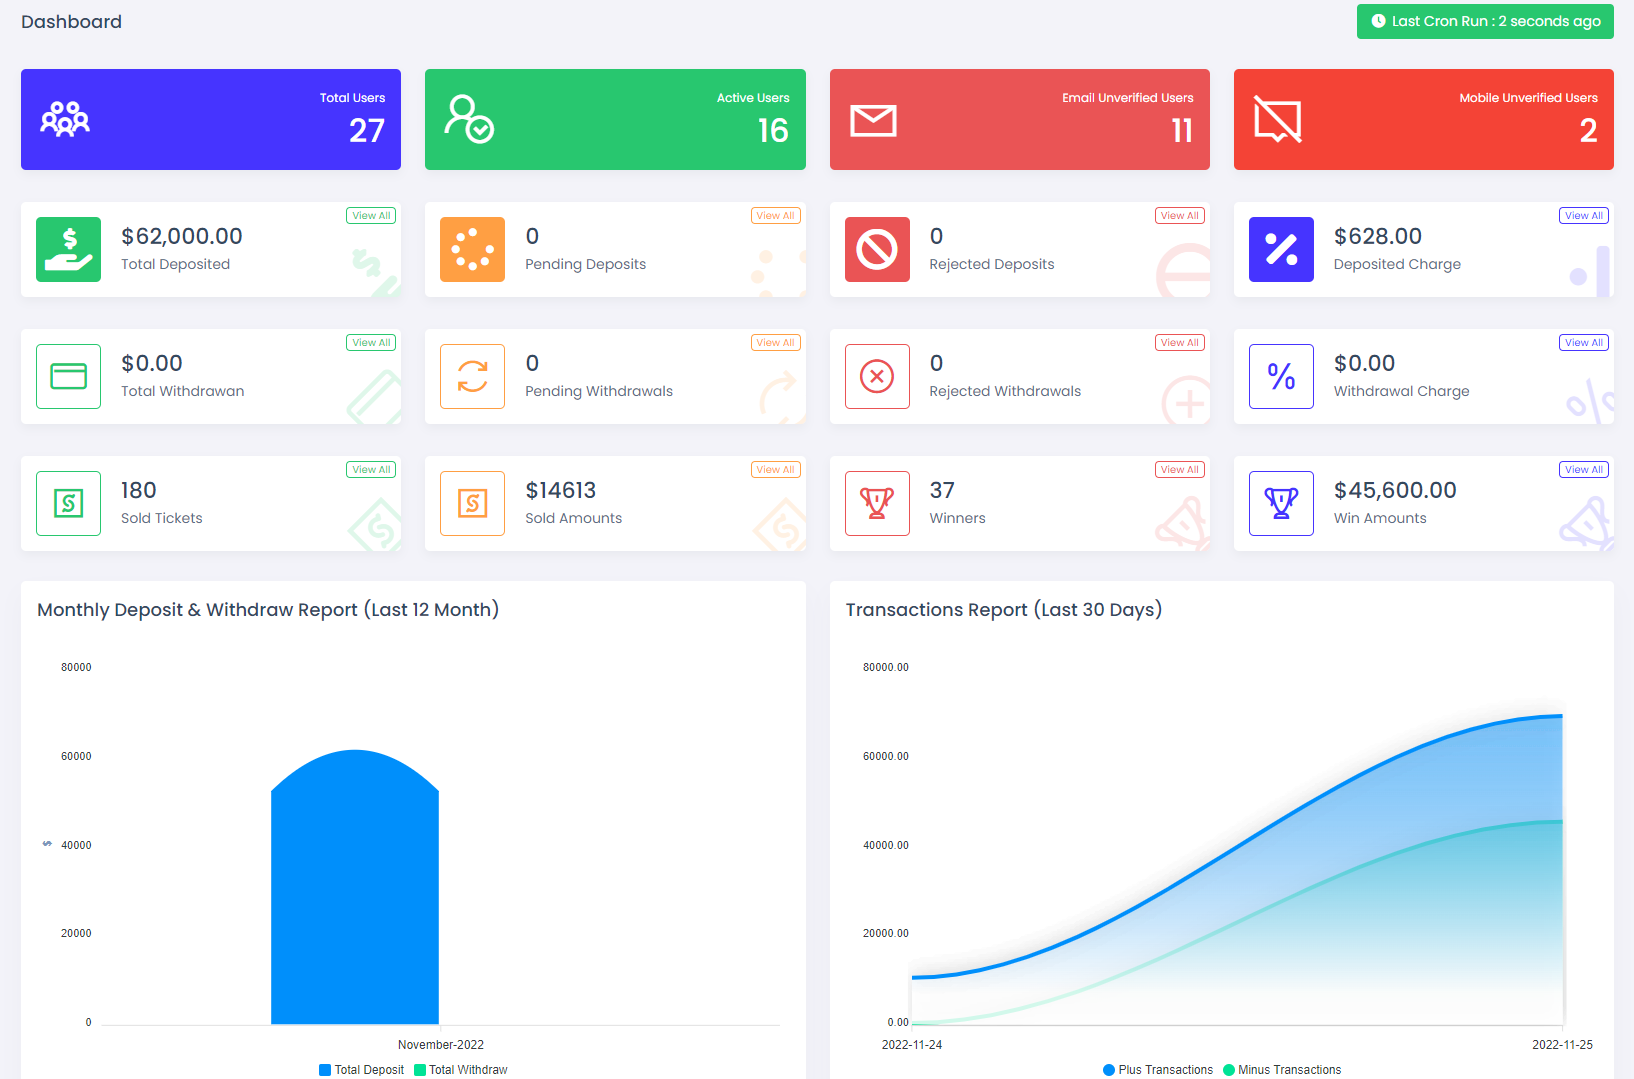 Dashboard
Last Cron Run : 2 seconds ago
Total Users
27
Active Users
16
Email Unverified Users
11
Mobile Unverified Users
2
View All
$62,000.00
Total Deposited
View All
0
Pending Deposits
View All
0
Rejected Deposits
View All
$628.00
Deposited Charge
View All
$0.00
Total Withdrawan
View All
0
Pending Withdrawals
View All
0
Rejected Withdrawals
View All
$0.00
Withdrawal Charge
View All
180
Sold Tickets
View All
$14613
Sold Amounts
View All
37
Winners
View All
$45,600.00
Win Amounts
Monthly Deposit & Withdraw Report (Last 12 Month)
80000
60000
$
40000
20000
0
November-2022
Total Deposit Total Withdraw
Transactions Report (Last 30 Days)
80000.00
60000.00
40000.00
20000.00
0.00
2022-11-24 2022-11-25
Plus Transactions Minus Transactions